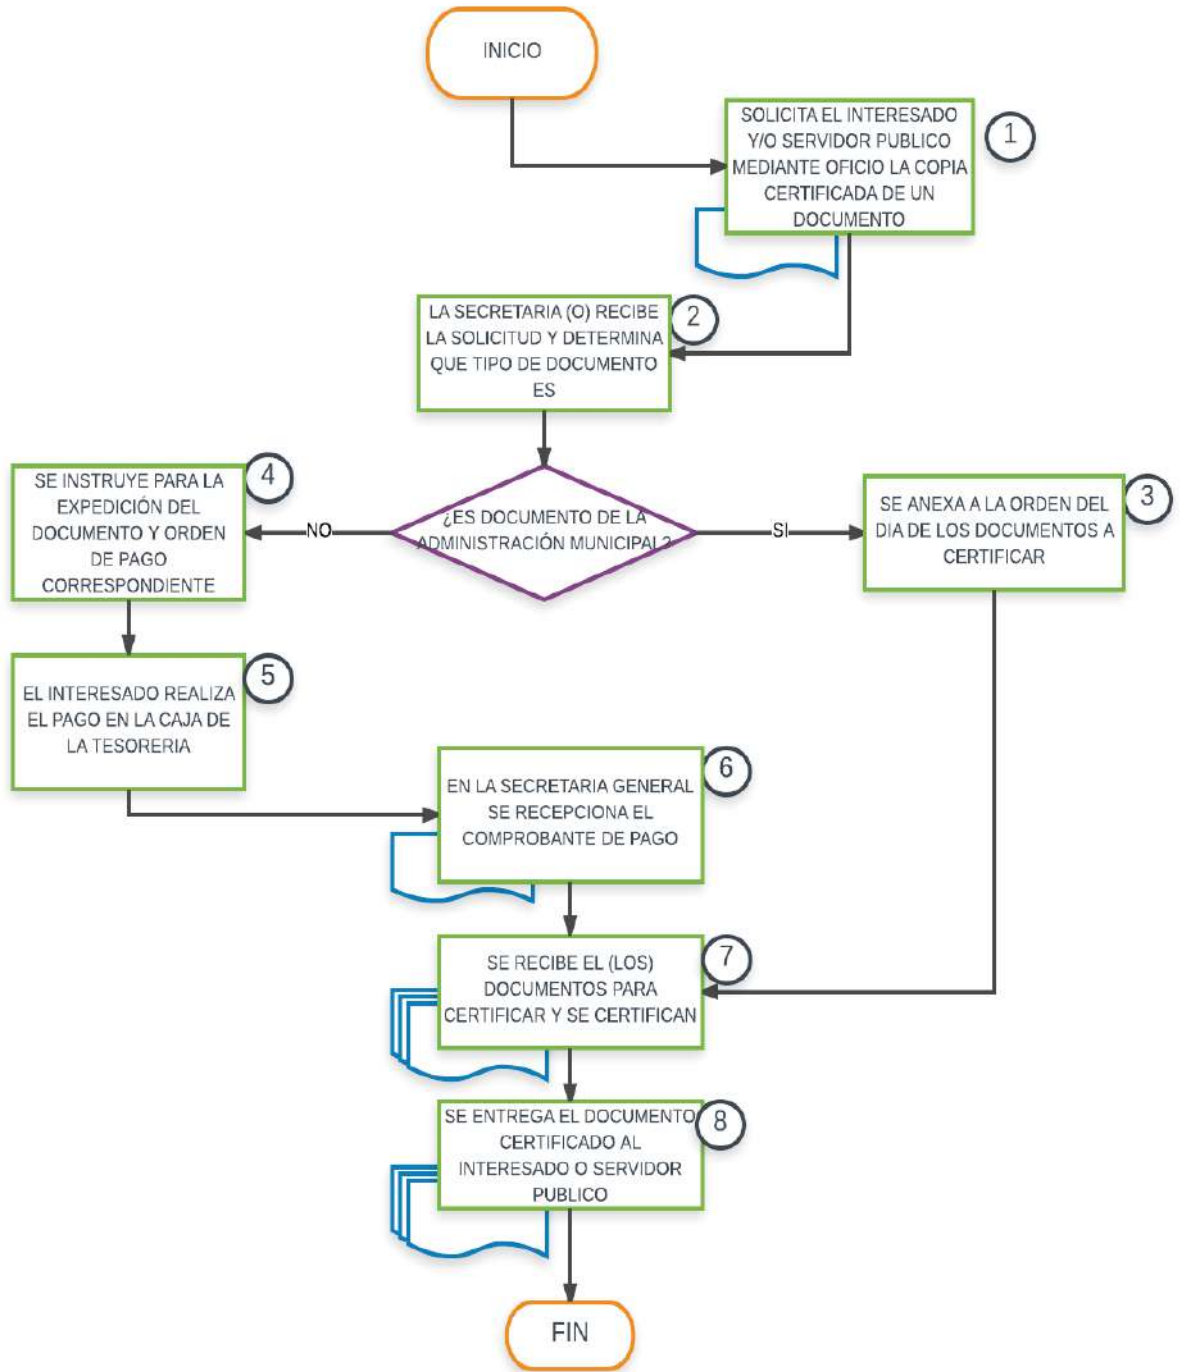 INICIO
SOLICITA EL INTERESADO
Y/O SERVIDOR PUBLICO
MEDIANTE OFICIO LA COPIA
CERTIFICADA DE UN
DOCUMENTO
1
LA SECRETARIA (O) RECIBE
LA SOLICITUD Y DETERMINA
QUE TIPO DE DOCUMENTO
ES
2
¿ES DOCUMENTO DE LA
ADMINISTRACIÓN MUNICIPAL?
NO
SI
SE ANEXA A LA ORDEN DEL
DIA DE LOS DOCUMENTOS A
CERTIFICAR
3
SE INSTRUYE PARA LA
EXPEDICIÓN DEL
DOCUMENTO Y ORDEN
DE PAGO
CORRESPONDIENTE
4
EL INTERESADO REALIZA
EL PAGO EN LA CAJA DE
LA TESORERIA
5
EN LA SECRETARIA GENERAL
SE RECEPCIONA EL
COMPROBANTE DE PAGO
6
SE RECIBE EL (LOS)
DOCUMENTOS PARA
CERTIFICAR Y SE CERTIFICAN
7
SE ENTREGA EL DOCUMENTO
CERTIFICADO AL
INTERESADO O SERVIDOR
PUBLICO
8
FIN